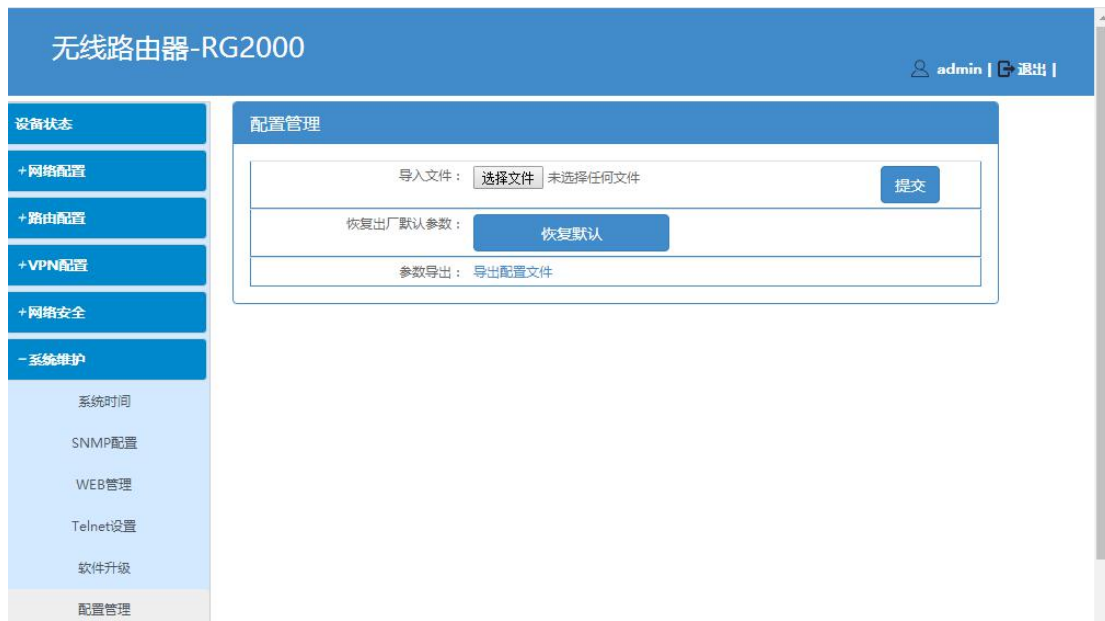 无线路由器-RG2000
admin | 退出 |
设备状态
+网络配置
+路由配置
+VPN配置
+网络安全
-系统维护
系统时间
SNMP配置
WEB管理
Telnet设置
软件升级
配置管理
配置管理
导入文件： 选择文件 未选择任何文件 提交
恢复出厂默认参数： 恢复默认
参数导出： 导出配置文件